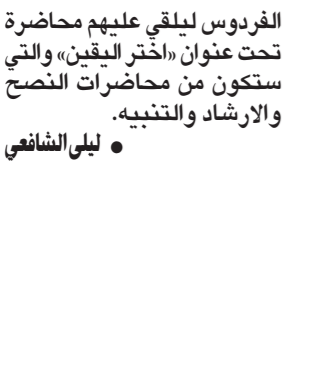 الفردوس ليلقي عليهم محاضرة
تحت عنوان «اختر اليقين» والتي
ستكون من محاضرات النصح
والارشاد والتنبيه.
● ليلى الشافعي